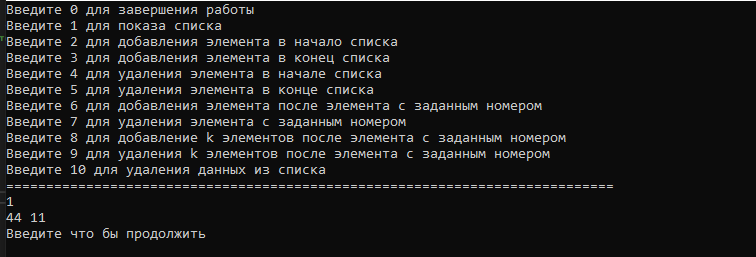 Введите 0 для завершения работы
Введите 1 для показа списка
Введите 2 для добавления элемента в начало списка
Введите 3 для добавления элемента в конец списка
Введите 4 для удаления элемента в начале списка
Введите 5 для удаления элемента в конце списка
Введите 6 для добавления элемента после элемента с заданным номером
Введите 7 для удаления элемента с заданным номером
Введите 8 для добавление k элементов после элемента с заданным номером
Введите 9 для удаления k элементов после элемента с заданным номером
Введите 10 для удаления данных из списка
============================================================================
1
44 11
Введите что бы продолжить